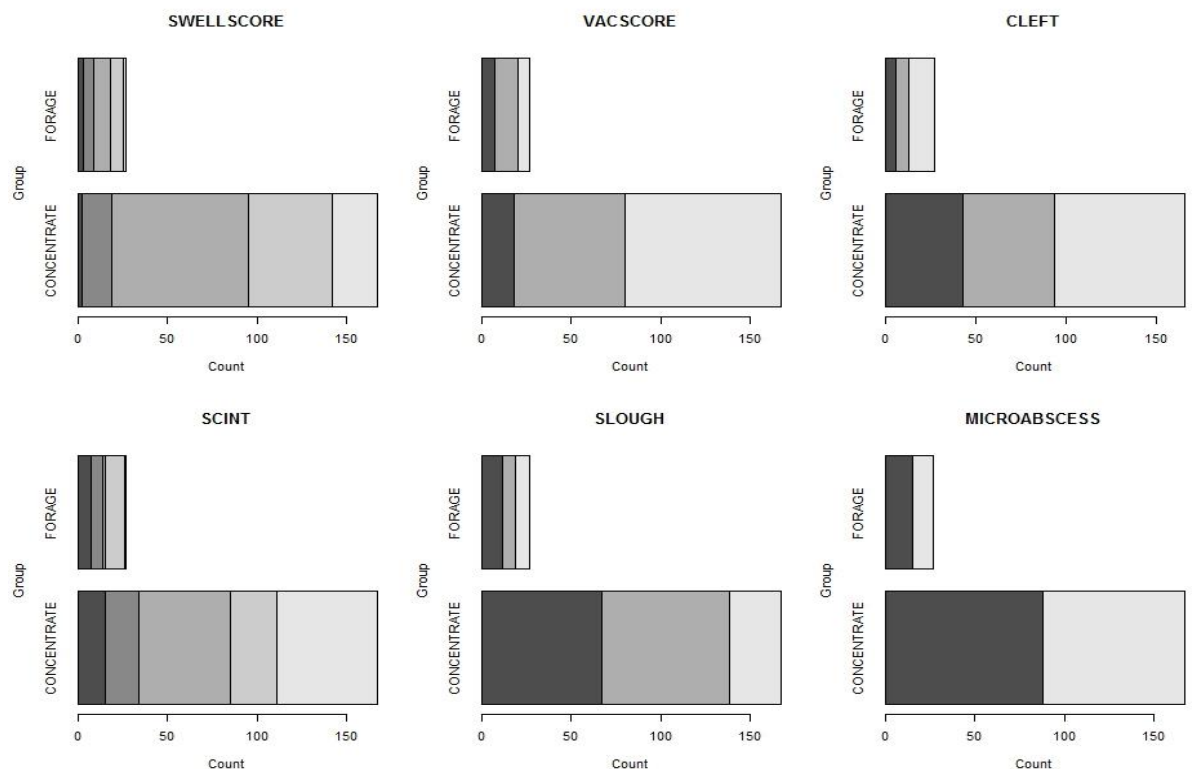 SWELLSCORE
Group
FORAGE
CONCENTRATE
0 50 100 150
Count
VACSCORE
Group
FORAGE
CONCENTRATE
0 50 100 150
Count
CLEFT
Group
FORAGE
CONCENTRATE
0 50 100 150
Count
SCINT
Group
FORAGE
CONCENTRATE
0 50 100 150
Count
SLOUGH
Group
FORAGE
CONCENTRATE
0 50 100 150
Count
MICROABSCESS
Group
FORAGE
CONCENTRATE
0 50 100 150
Count